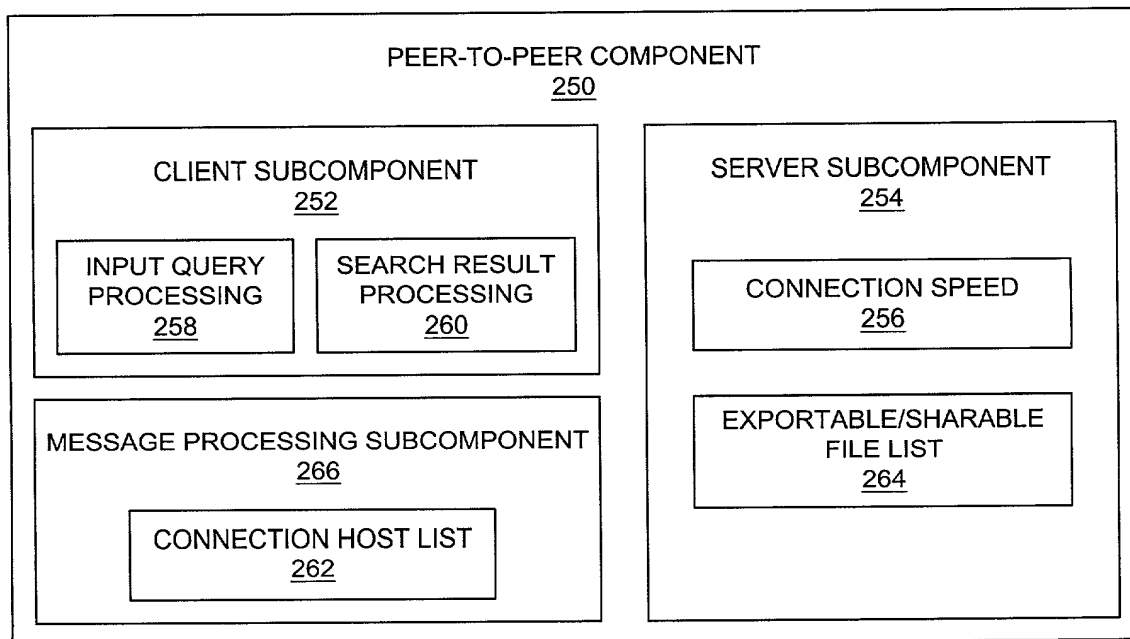 PEER-TO-PEER COMPONENT
250
CLIENT SUBCOMPONENT
252
INPUT QUERY
PROCESSING
258
SEARCH RESULT
PROCESSING
260
MESSAGE PROCESSING SUBCOMPONENT
266
CONNECTION HOST LIST
262
SERVER SUBCOMPONENT
254
CONNECTION SPEED
256
EXPORTABLE/SHARABLE
FILE LIST
264